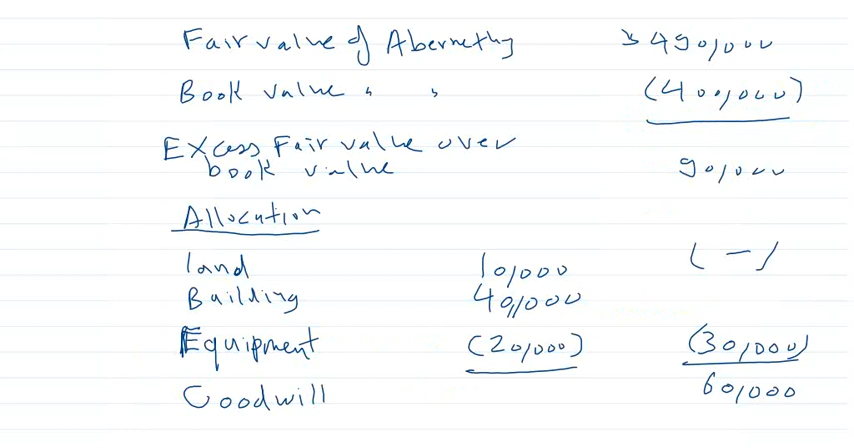 Fair value of Abernethy 490,000
Book value " " (400,000)
Excess Fair value over
book value 90,000
Allocation
land 10,000 (-)
Building 40,000
Equipment (20,000) (30,000)
Goodwill 60,000